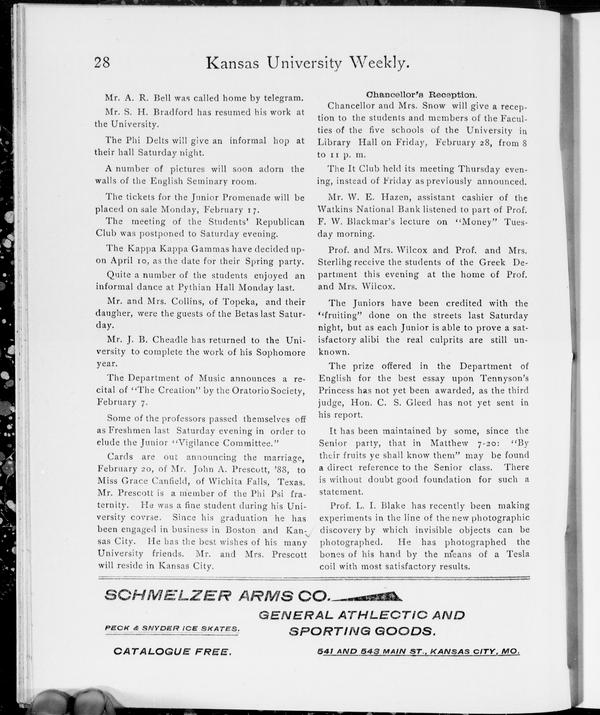 28
Kansas University Weekly.
Mr. A. R. Bell was called home by telegram.
Mr. S. H. Bradford has resumed his work at
the University.
The Phi Delts will give an informal hop at
their hall Saturday night.
A number of pictures will soon adorn the
walls of the English Seminary room.
The tickets for the Junior Promenade will be
placed on sale Monday, February 17.
The meeting of the Students' Republican
Club was postponed to Saturday evening.
The Kappa Kappa Gammas have decided up-
on April 10, as the date for their Spring party.
Quite a number of the students enjoyed an
informal dance at Pythian Hall Monday last.
Mr. and Mrs. Collins, of Topeka, and their
daugher, were the guests of the Betas last Satur-
day.
Mr. J. B. Cheadle has returned to the Uni-
versity to complete the work of his Sophomore
year.
The Department of Music announces a re-
cital of "The Creation" by the Oratorio Society,
February 7.
Some of the professors passed themselves off
as Freshmen last Saturday evening in order to
elude the Junior "Vigilance Committee."
Cards are out announcing the marriage,
February 20, of Mr. John A. Prescott, '88, to
Miss Grace Canfield, of Wichita Falls, Texas.
Mr. Prescott is a member of the Phi Psi fra-
ternity. He was a fine student during his Uni-
versity covrse. Since his graduation he has
been engaged in business in Boston and Kan-
sas City. He has the best wishes of his many
University friends. Mr. and Mrs. Prescott
will reside in Kansas City.
Chancellor's Reception.
Chancellor and Mrs. Snow will give a recep-
tion to the students and members of the Facul-
ties of the five schools of the University in
Library Hall on Friday, February 28, from 8
to 11 p. m.
The It Club held its meeting Thursday even-
ing, instead of Friday as previously announced.
Mr. W. E. Hazen, assistant cashier of the
Watkins National Bank listened to part of Prof.
F. W. Blackmar's lecture on "Money" Tues-
day morning.
Prof. and Mrs. Wilcox and Prof. and Mrs.
Sterlihg receive the students of the Greek De-
partment this evening at the home of Prof.
and Mrs. Wilcox.
The Juniors have been credited with the
"fruiting" done on the streets last Saturday
night, but as each Junior is able to prove a sat-
isfactory alibi the real culprits are still un-
known.
The prize offered in the Department of
English for the best essay upon Tennyson's
Princess has not yet been awarded, as the third
judge, Hon. C. S. Gleed has not yet sent in
his report.
It has been maintained by some, since the
Senior party, that in Matthew 7-20: "By
their fruits ye shall know them" may be found
a direct reference to the Senior class. There
is without doubt good foundation for such a
statement.
Prof. L. I. Blake has recently been making
experiments in the line of the new photographic
discovery by which invisible objects can be
photographed. He has photographed the
bones of his hand by the means of a Tesla
coil with most satisfactory results.
SCHMELZER ARMS CO.
GENERAL ATHLECTIC AND
PECK & SNYDER ICE SKATES.
SPORTING GOODS.
CATALOGUE FREE.
541 AND 543 MAIN ST., KANSAS CITY, MO.